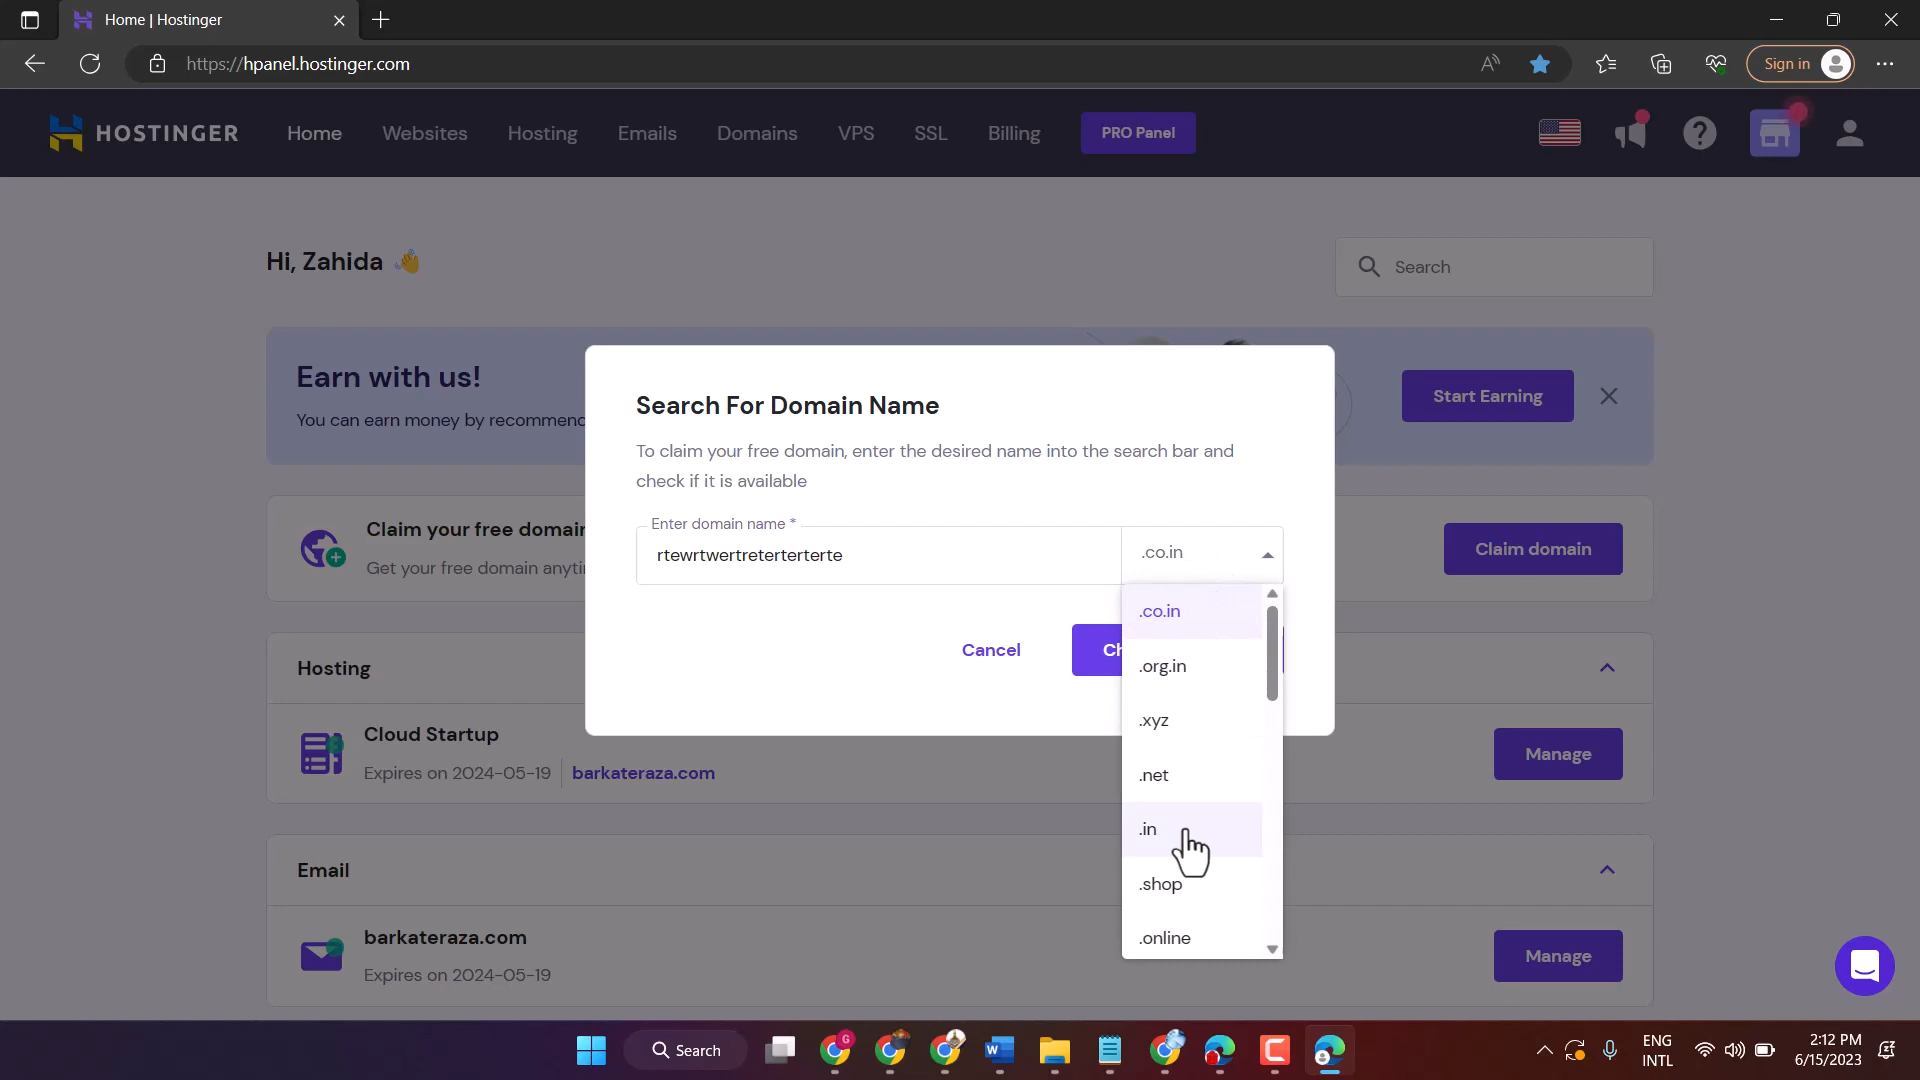 Home | Hostinger
https://hpanel.hostinger.com
Sign in
HOSTINGER
Home
Websites
Hosting
Emails
Domains
VPS
SSL
Billing
PRO Panel
Hi, Zahida
Search
Earn with us!
You can earn money by recommend
Start Earning
Search For Domain Name
To claim your free domain, enter the desired name into the search bar and
check if it is available
Enter domain name *
rtewrtwertreterterterte
.co.in
.co.in
.org.in
.xyz
.net
.in
.shop
.online
Cancel
Ch
Claim your free domain
Get your free domain anyti
Claim domain
Hosting
Cloud Startup
Expires on 2024-05-19
barkateraza.com
Manage
Email
barkateraza.com
Expires on 2024-05-19
Manage
Search
ENG
INTL
2:12 PM
6/15/2023